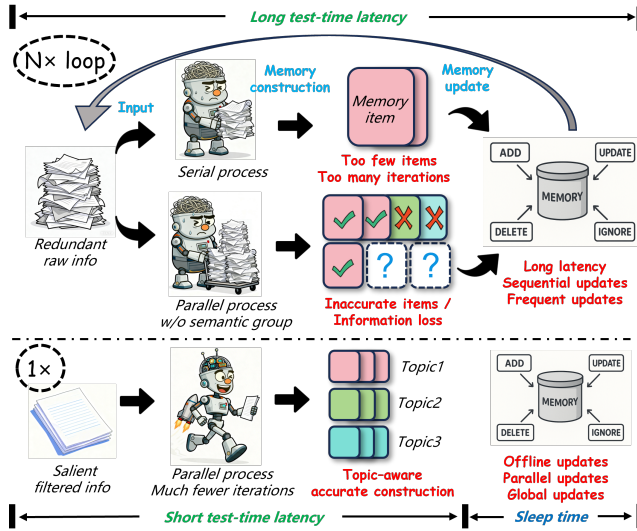 Long test-time latency
N× loop
Input
Memory
construction
Memory
update
Memory
item
Serial process
Too few items
Too many iterations
ADD
UPDATE
MEMORY
DELETE
IGNORE
Redundant
raw info
?
?
Parallel process
w/o semantic group
Inaccurate items /
Information loss
Long latency
Sequential updates
Frequent updates
1×
Topic1
Topic2
Topic3
ADD
UPDATE
MEMORY
DELETE
IGNORE
Salient
filtered info
Parallel process
Much fewer iterations
Topic-aware
accurate construction
Offline updates
Parallel updates
Global updates
Short test-time latency
Sleep time